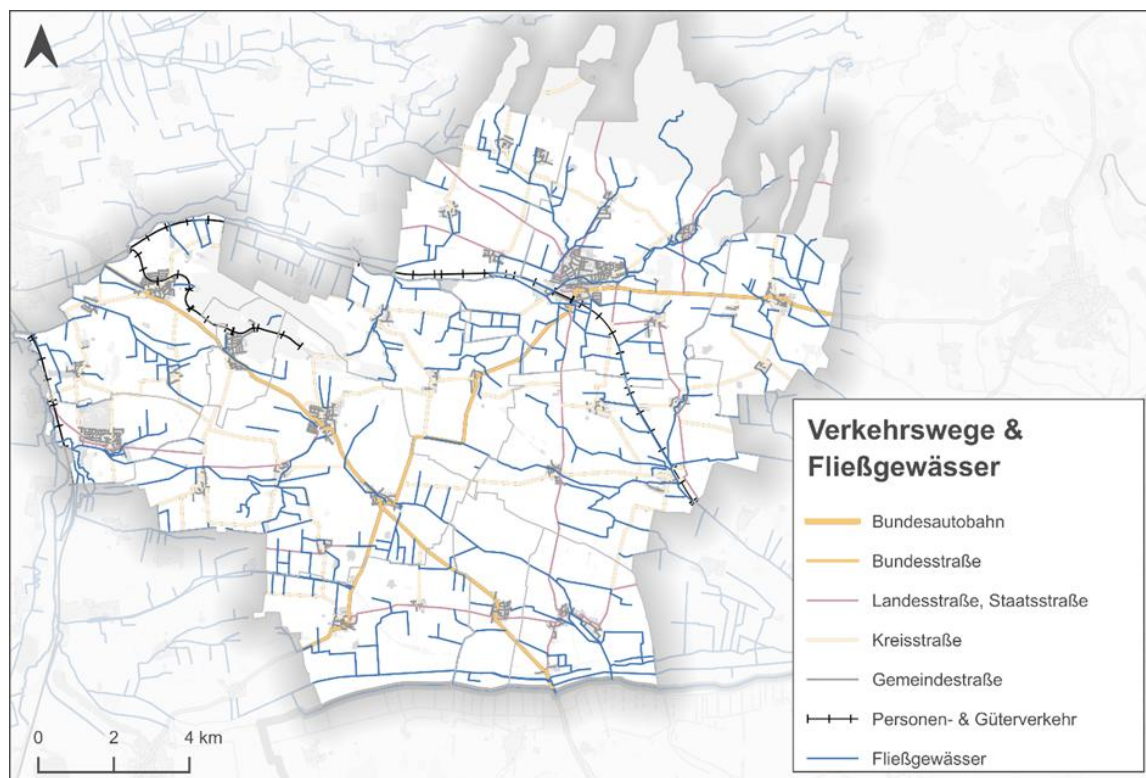 Verkehrswege &
Fließgewässer
Bundesautobahn
Bundesstraße
Landesstraße, Staatsstraße
Kreisstraße
Gemeindestraße
Personen- & Güterverkehr
Fließgewässer
0 2 4 km